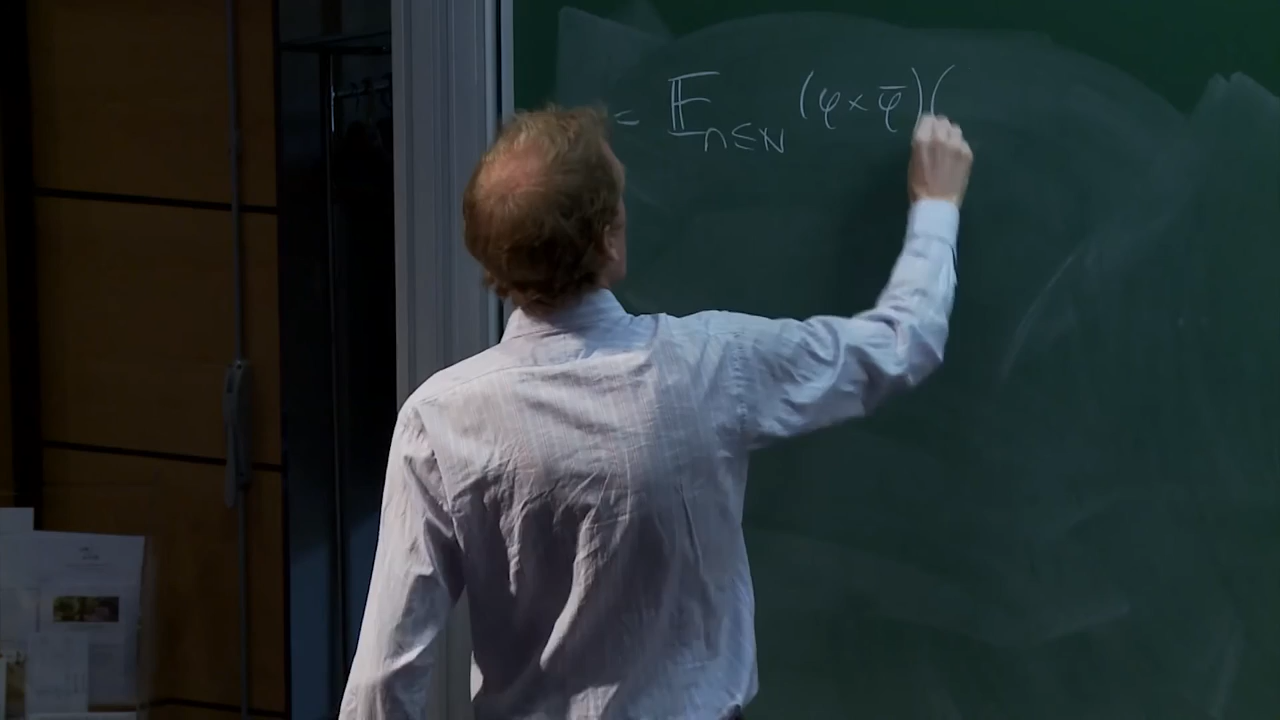 = 𝔼_{n≤N} (φ × φ̄)(